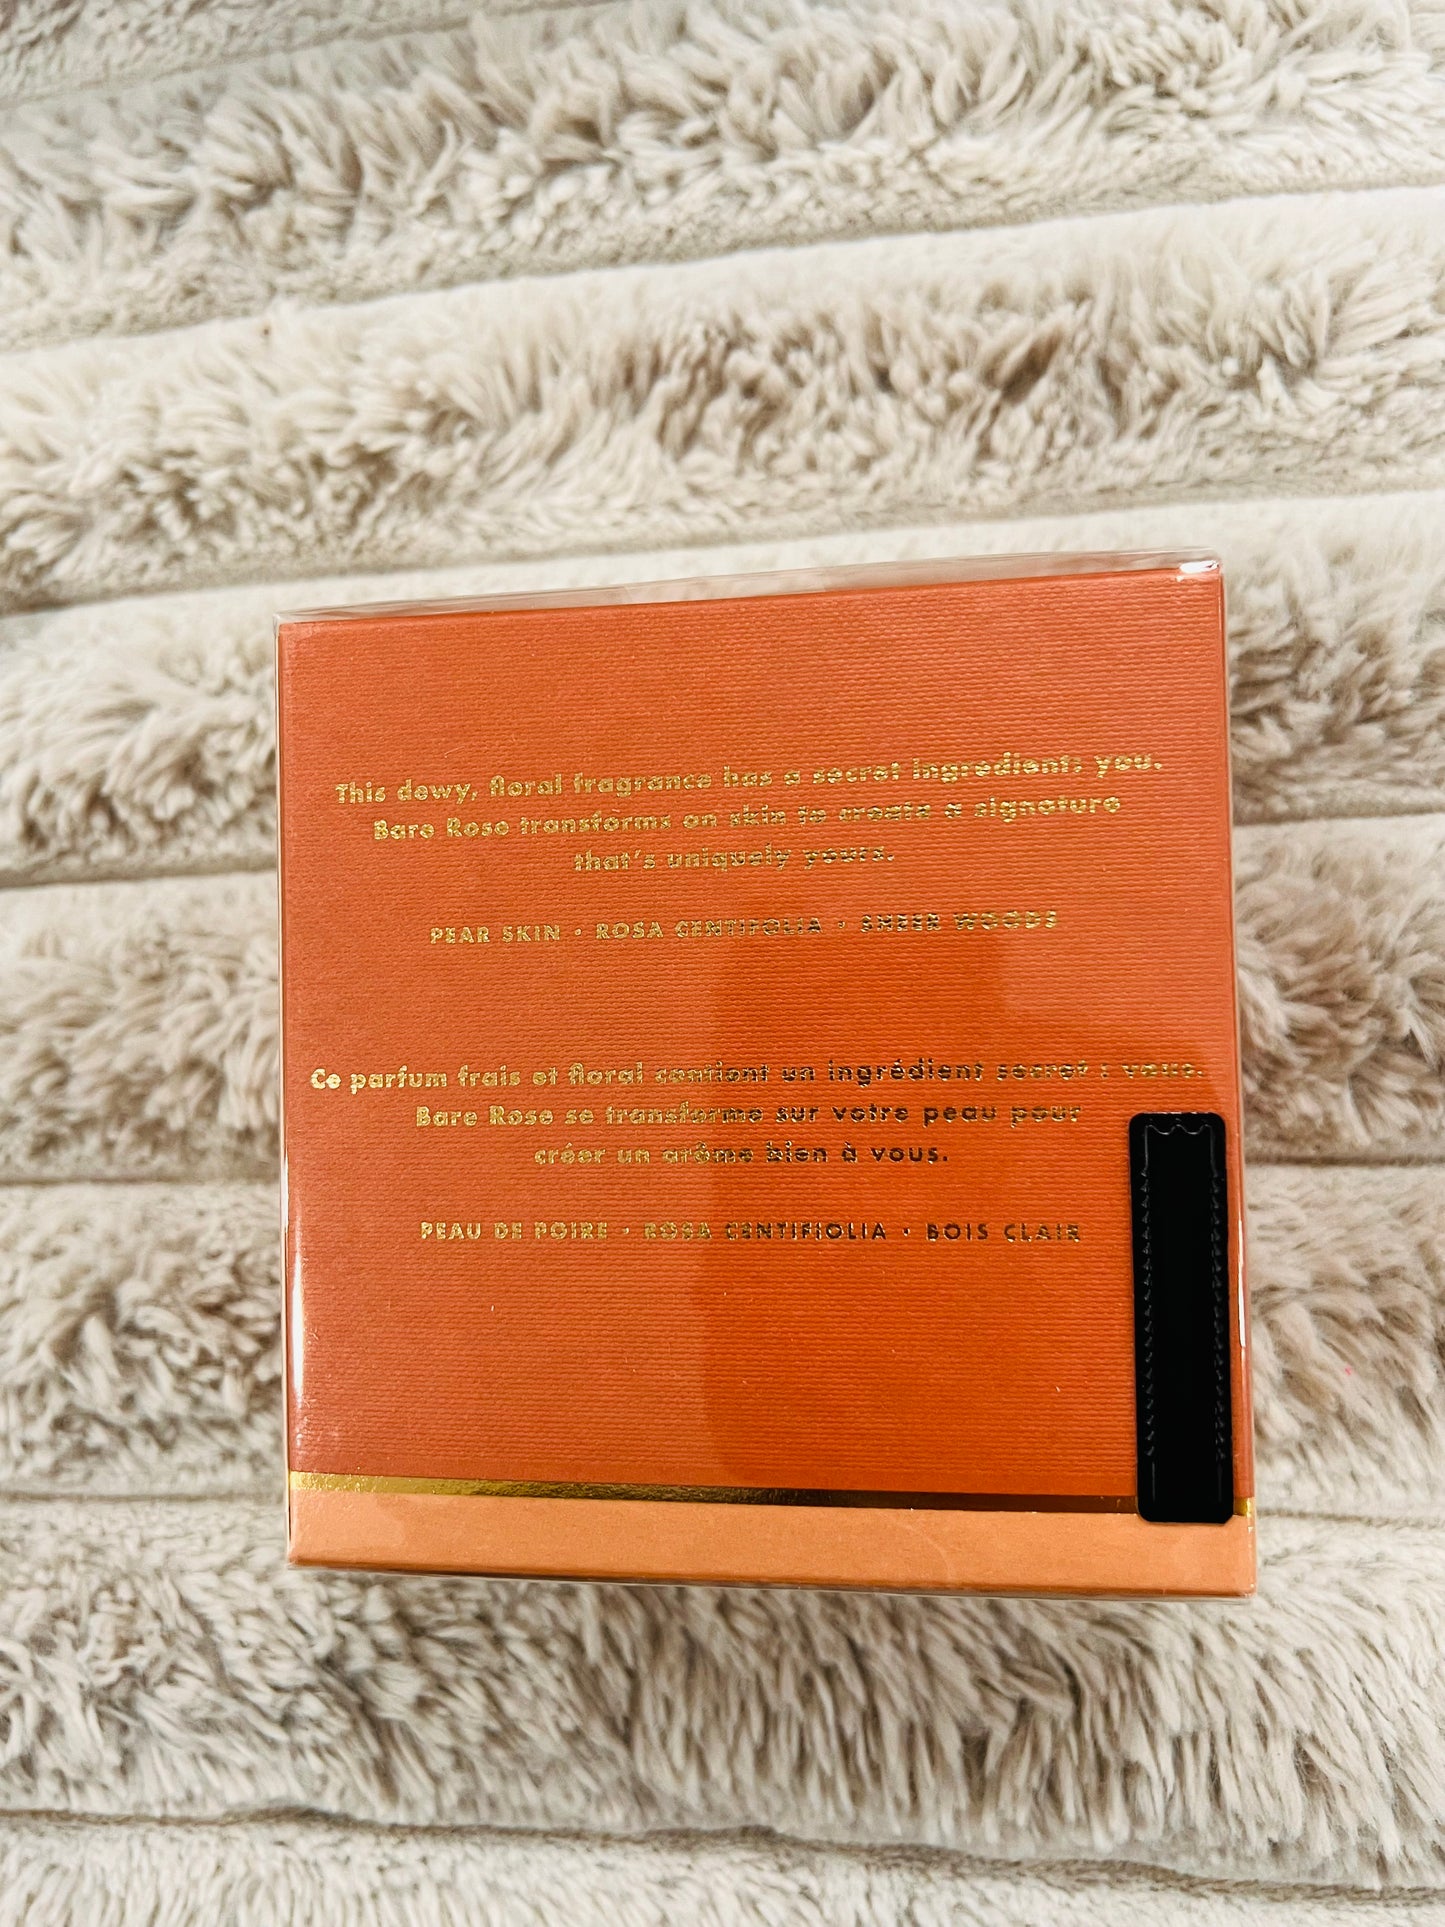 This dewy, floral fragrance has a secret ingredient: you.
Bare Rose transforms on skin to create a signature
that's uniquely yours.
PEAR SKIN · ROSA CENTIFOLIA · SHEER WOODS
Ce parfum frais et floral contient un ingrédient secret : vous.
Bare Rose se transforme sur votre peau pour
créer un arôme bien à vous.
PEAU DE POIRE · ROSA CENTIFIOLIA · BOIS CLAIR